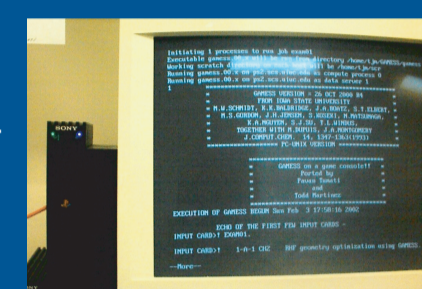 Initiating 1 processes to run job exam01
Executable gamess.00.x will be run from directory /home/tjm/GAMESS/gamess
Working scratch directory on each host will be /home/tjm/scr
Running gamess.00.x on ps2.scs.uiuc.edu as compute process 0
Running gamess.00.x on ps2.scs.uiuc.edu as data server 1
1
GAMESS VERSION = 26 OCT 2000 R4
FROM IOWA STATE UNIVERSITY
M.W.SCHMIDT, K.K.BALDRIDGE, J.A.BOATZ, S.T.ELBERT,
M.S.GORDON, J.H.JENSEN, S.KOSEKI, N.MATSUNAGA,
K.A.NGUYEN, S.J.SU, T.L.WINDUS,
TOGETHER WITH M.DUPUIS, J.A.MONTGOMERY
J.COMPUT.CHEM. 14, 1347-1363(1993)
PC-UNIX VERSION
GAMESS on a game console!!
Ported by
and
Todd Martinez
EXECUTION OF GAMESS BEGUN Sun Feb 3 17:50:16 2002
ECHO OF THE FIRST FEW INPUT CARDS -
INPUT CARD>! EXAM01.
INPUT CARD>! 1-A-1 CH2 RHF geometry optimization using GAMESS.
--More--
SONY